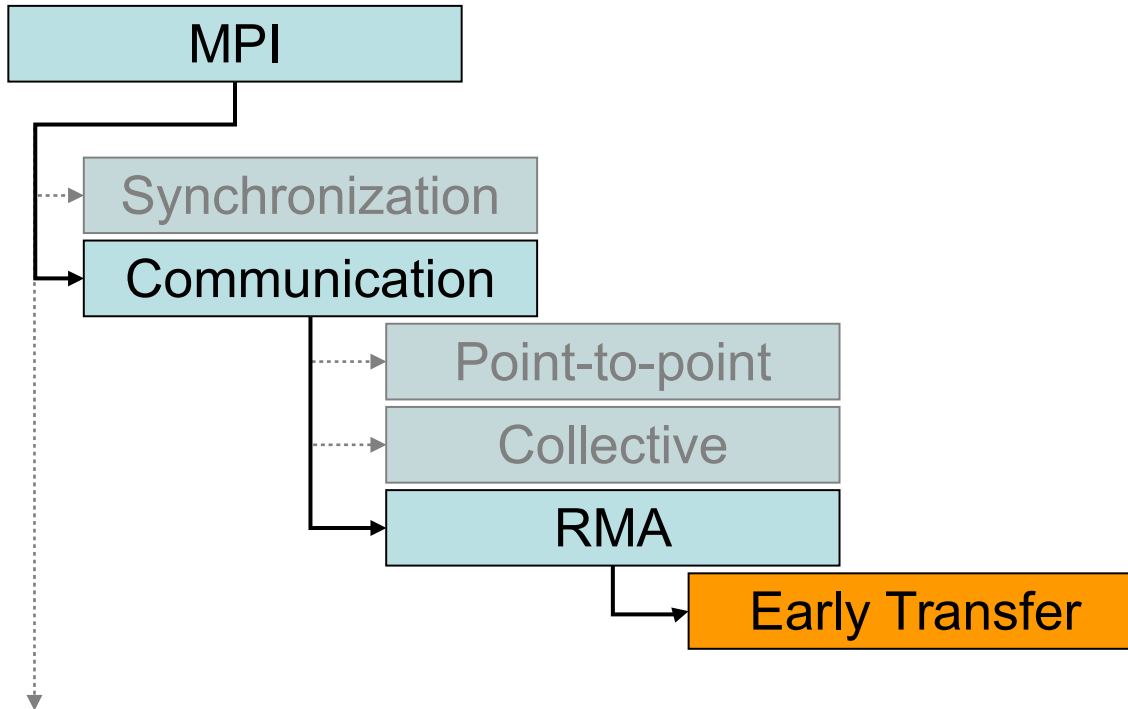 MPI
Synchronization
Communication
Point-to-point
Collective
RMA
Early Transfer